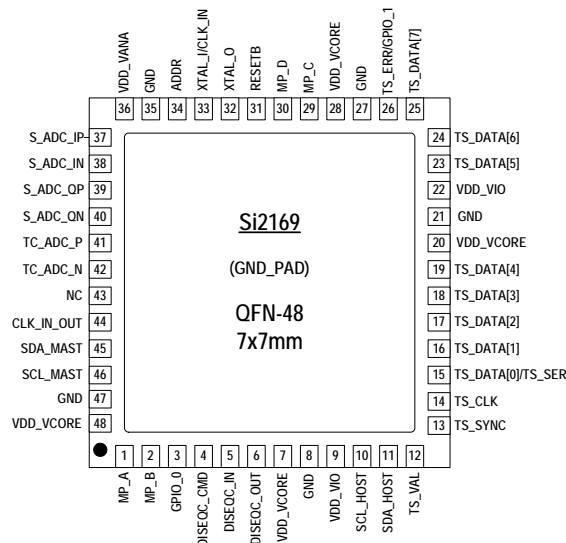 VDD_VANA
GND
ADDR
XTAL_I/CLK_IN
XTAL_O
RESETB
MP_D
MP_C
VDD_VCORE
GND
TS_ERR/GPIO_1
TS_DATA[7]
36 35 34 33 32 31 30 29 28 27 26 25
S_ADC_IP 37
S_ADC_IN 38
S_ADC_QP 39
S_ADC_QN 40
TC_ADC_P 41
TC_ADC_N 42
NC 43
CLK_IN_OUT 44
SDA_MAST 45
SCL_MAST 46
GND 47
VDD_VCORE 48
Si2169
(GND_PAD)
QFN-48
7x7mm
24 TS_DATA[6]
23 TS_DATA[5]
22 VDD_VIO
21 GND
20 VDD_VCORE
19 TS_DATA[4]
18 TS_DATA[3]
17 TS_DATA[2]
16 TS_DATA[1]
15 TS_DATA[0]/TS_SER
14 TS_CLK
13 TS_SYNC
1 2 3 4 5 6 7 8 9 10 11 12
MP_A
MP_B
GPIO_0
DISEQC_CMD
DISEQC_IN
DISEQC_OUT
VDD_VCORE
GND
VDD_VIO
SCL_HOST
SDA_HOST
TS_VAL